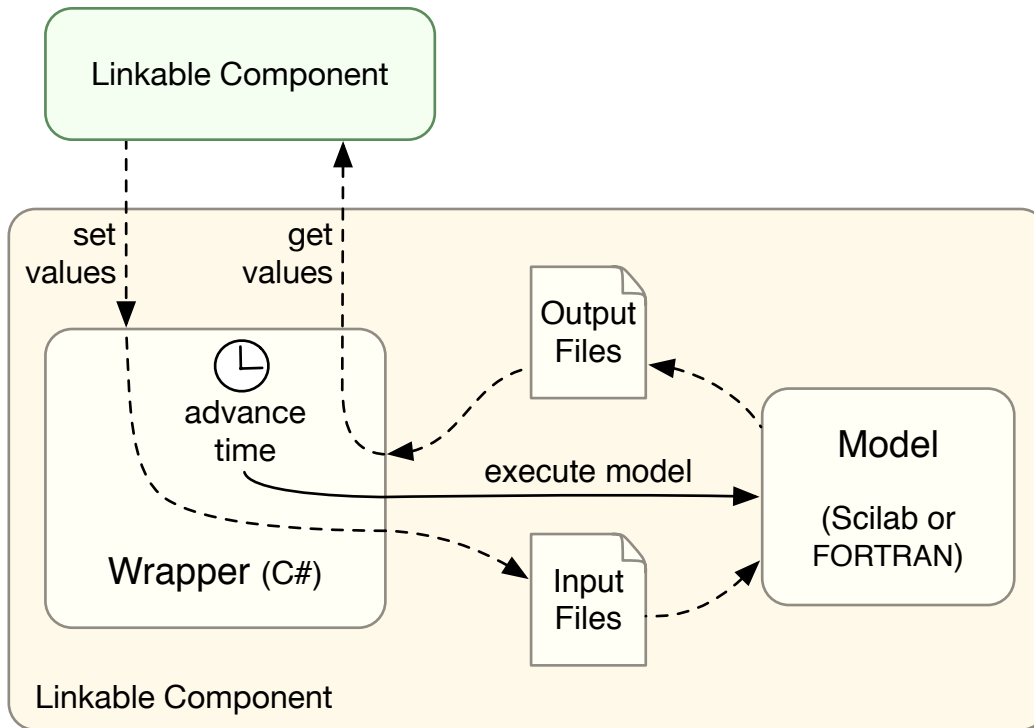 Linkable Component
set
values
get
values
Output
Files
advance
time
execute model
Model
(Scilab or
FORTRAN)
Wrapper (C#)
Input
Files
Linkable Component